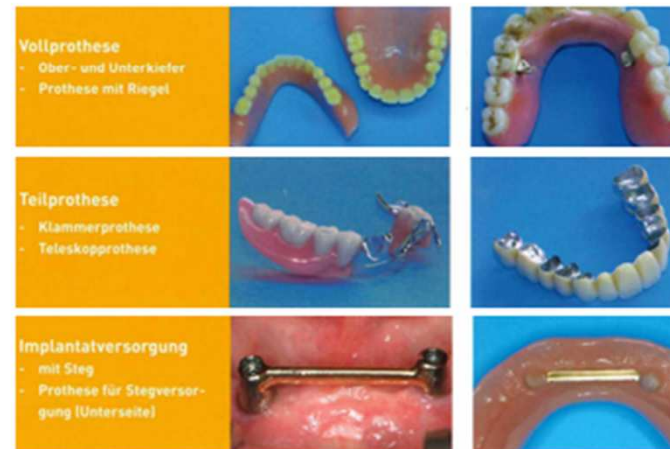 Vollprothese
- Ober- und Unterkiefer
- Prothese mit Riegel
Teilprothese
- Klammerprothese
- Teleskopprothese
Implantatversorgung
- mit Steg
- Prothese für Stegversor-
gung (Unterseite)